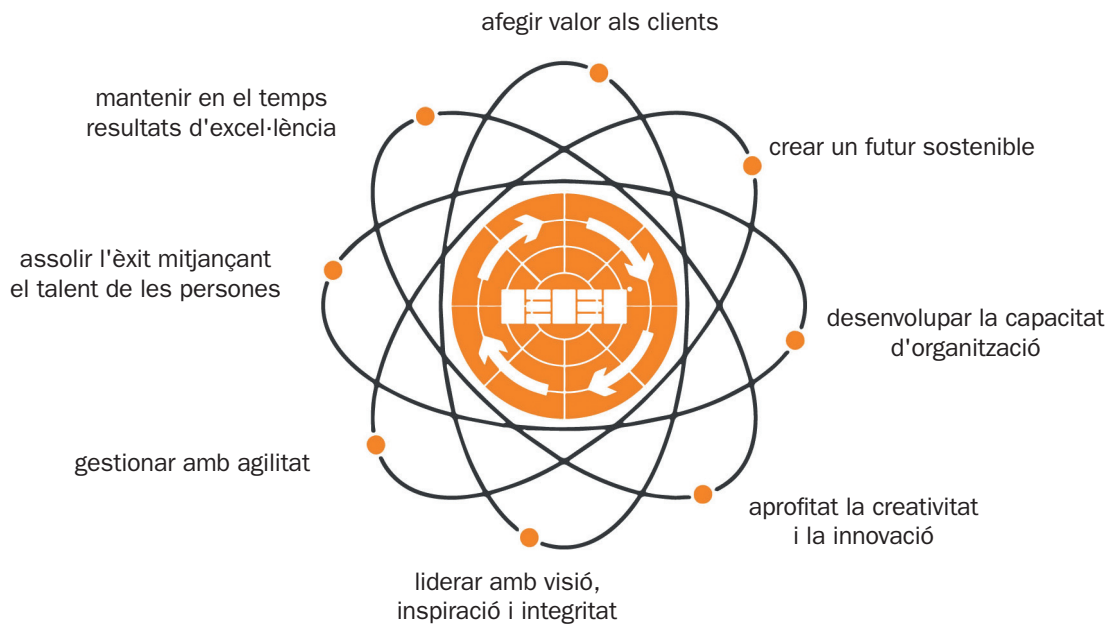 afegir valor als clients
mantenir en el temps
resultats d'excel·lència
crear un futur sostenible
assolir l'èxit mitjançant
el talent de les persones
desenvolupar la capacitat
d'organització
gestionar amb agilitat
aprofitat la creativitat
i la innovació
liderar amb visió,
inspiració i integritat